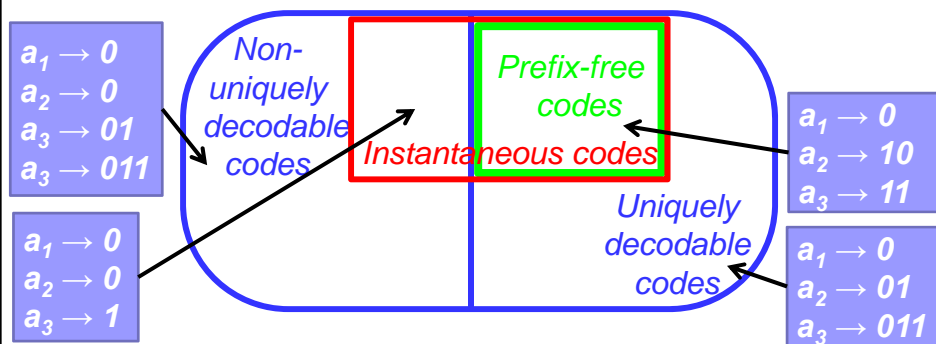 a1 → 0
a2 → 0
a3 → 01
a3 → 011
Non-
uniquely
decodable
codes
Prefix-free
codes
Instantaneous codes
a1 → 0
a2 → 10
a3 → 11
a1 → 0
a2 → 0
a3 → 1
Uniquely
decodable
codes
a1 → 0
a2 → 01
a3 → 011